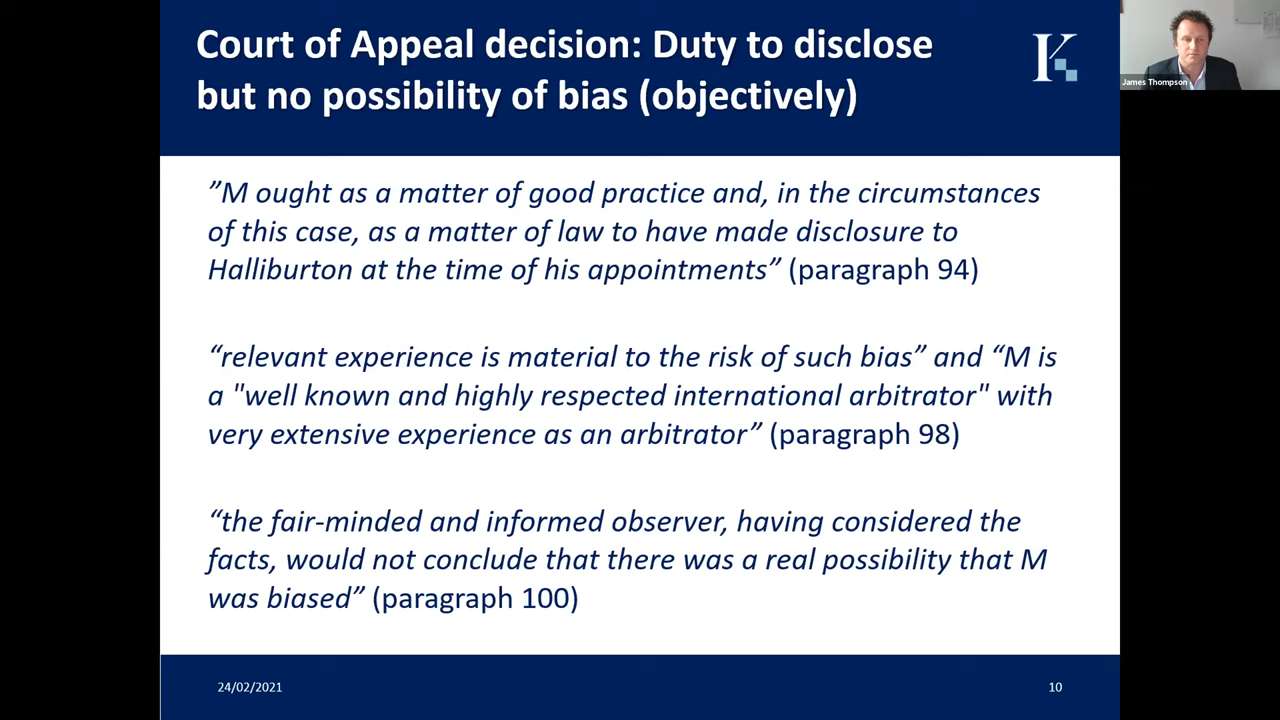 Court of Appeal decision: Duty to disclose
but no possibility of bias (objectively)
K
James Thompson
”M ought as a matter of good practice and, in the circumstances
of this case, as a matter of law to have made disclosure to
Halliburton at the time of his appointments” (paragraph 94)
“relevant experience is material to the risk of such bias” and “M is
a "well known and highly respected international arbitrator" with
very extensive experience as an arbitrator” (paragraph 98)
“the fair-minded and informed observer, having considered the
facts, would not conclude that there was a real possibility that M
was biased” (paragraph 100)
24/02/2021
10